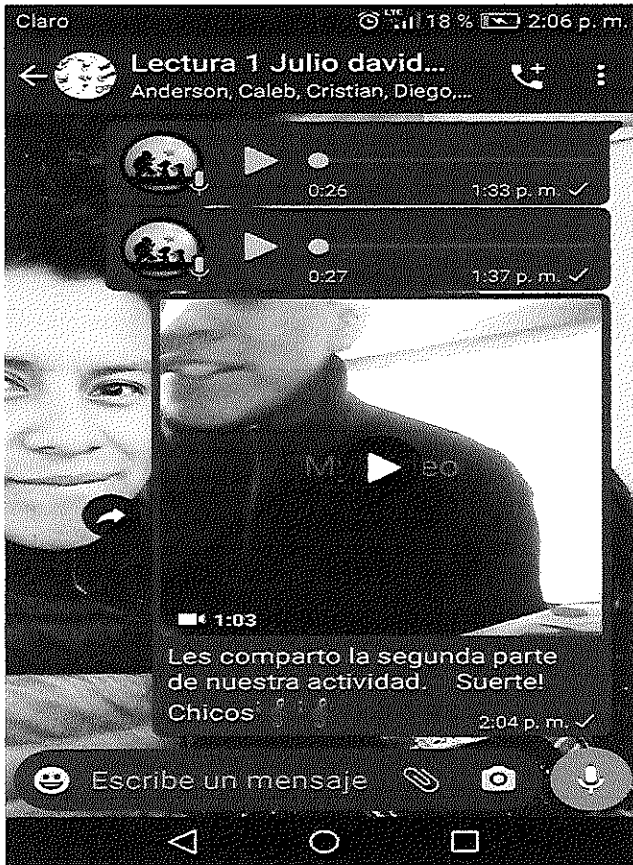 Claro 18 % 2:06 p. m.
Lectura 1 Julio david...
Anderson, Caleb, Cristian, Diego,...
0:26 1:33 p. m.
0:27 1:37 p. m.
1:03
Les comparto la segunda parte
de nuestra actividad. Suerte!
Chicos
2:04 p. m.
Escribe un mensaje